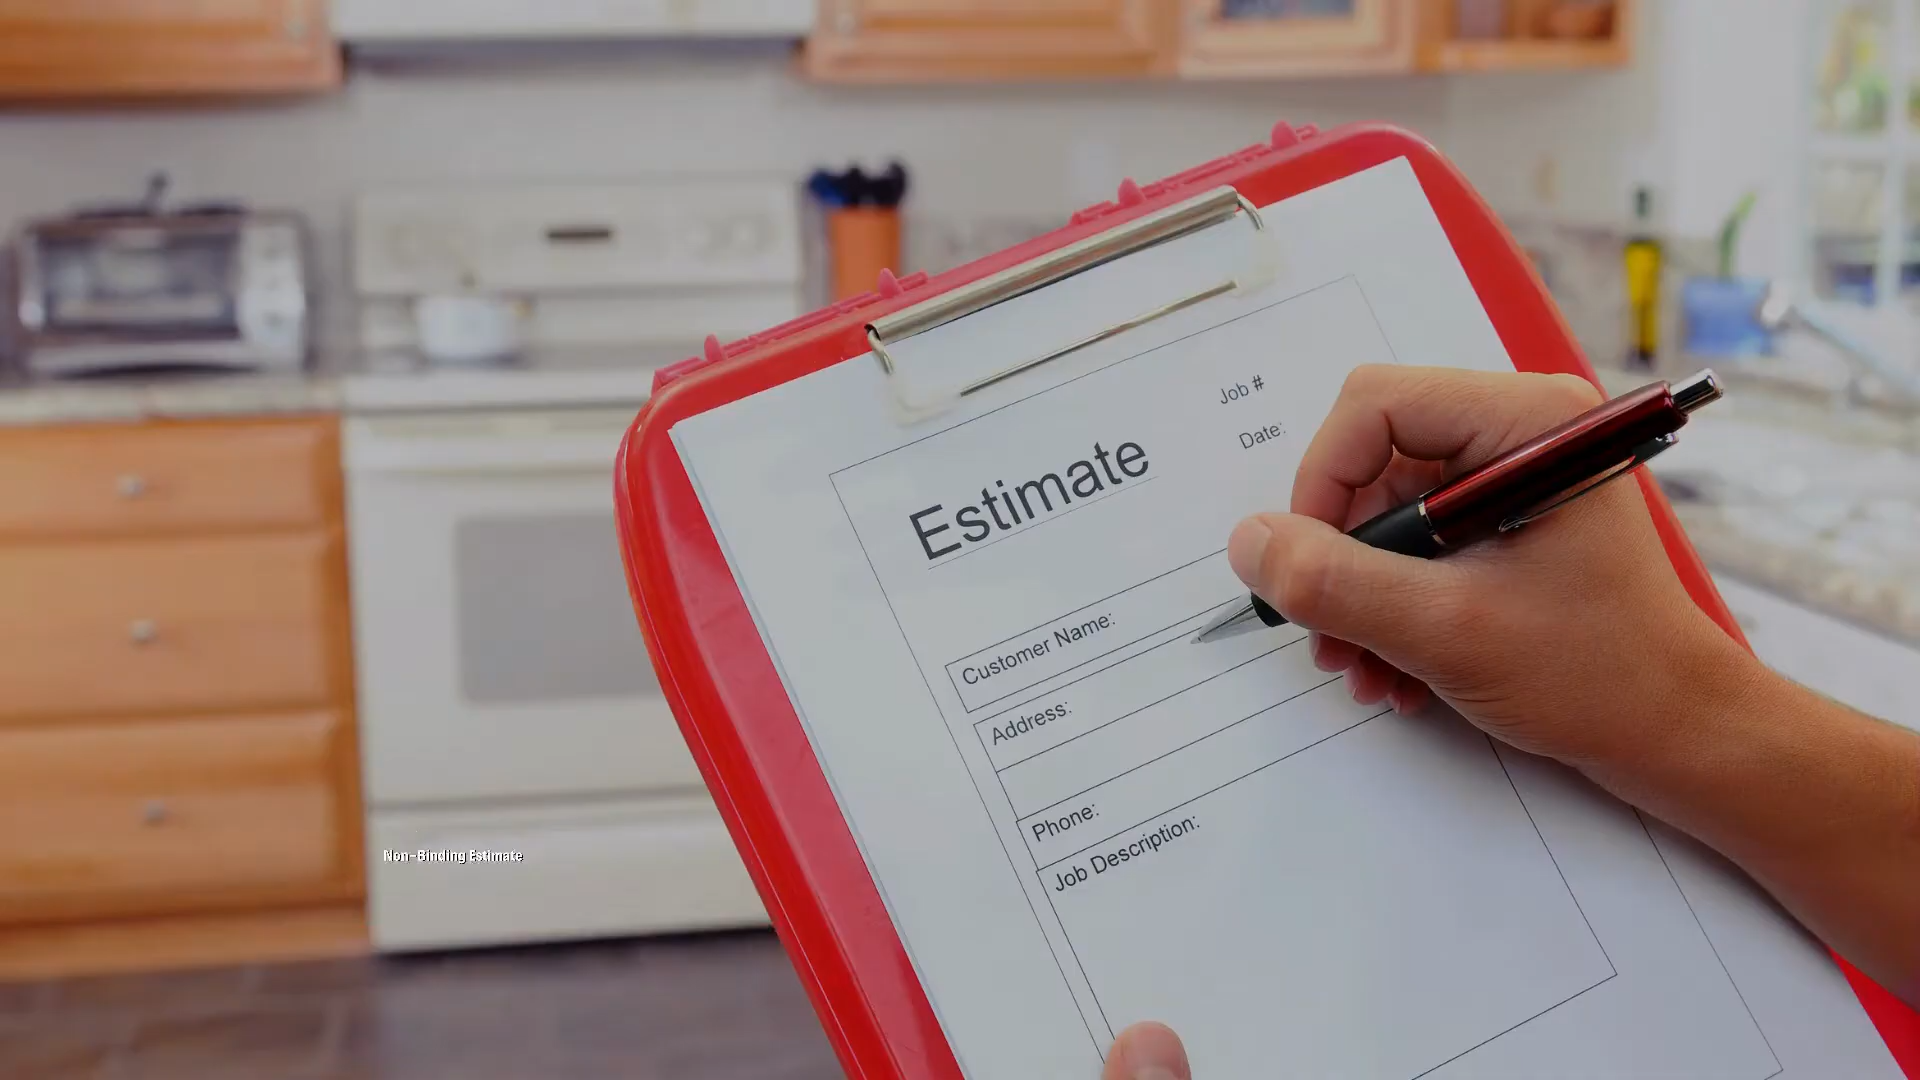 Job #
Date:
Estimate
Customer Name:
Address:
Phone:
Job Description:
Non-Binding Estimate